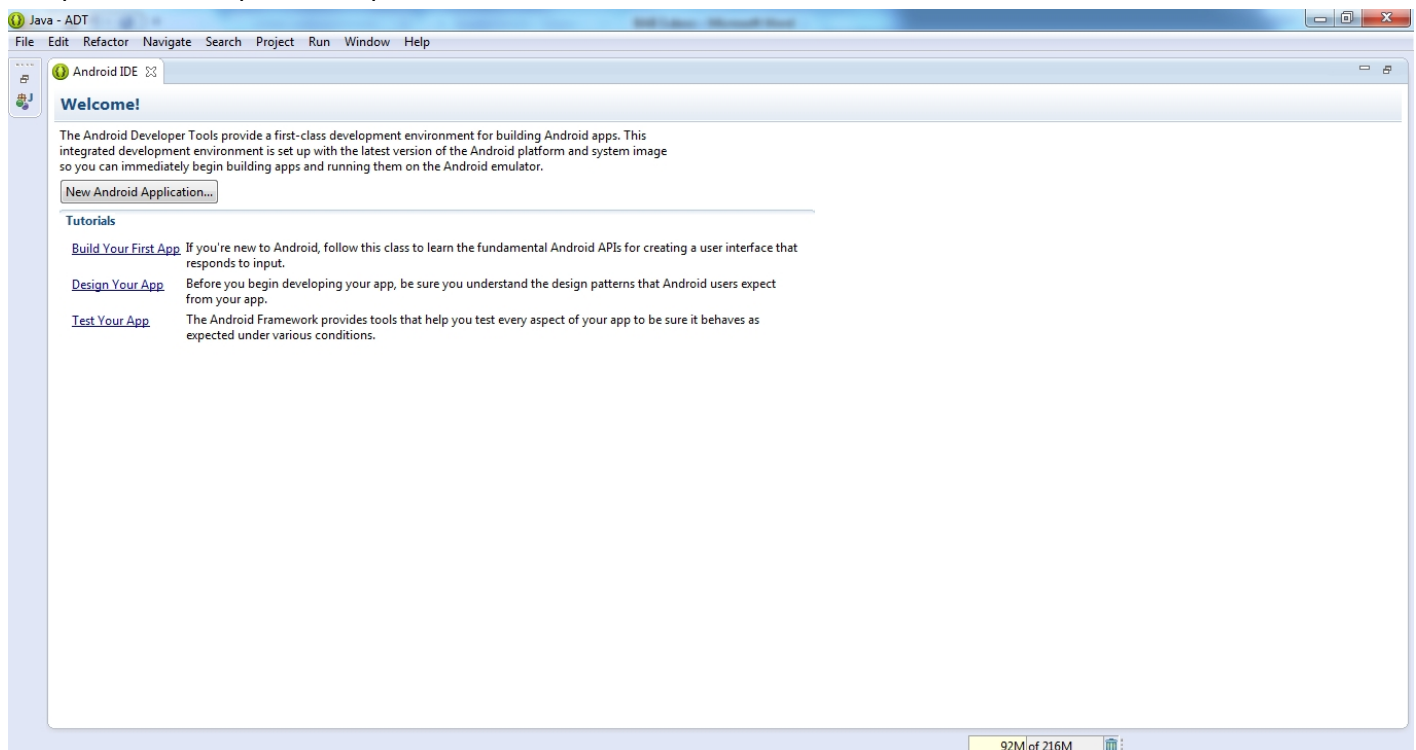 Java - ADT
File Edit Refactor Navigate Search Project Run Window Help
Android IDE
J
Welcome!
The Android Developer Tools provide a first-class development environment for building Android apps. This
integrated development environment is set up with the latest version of the Android platform and system image
so you can immediately begin building apps and running them on the Android emulator.
New Android Application...
Tutorials
Build Your First App If you're new to Android, follow this class to learn the fundamental Android APIs for creating a user interface that
responds to input.
Design Your App Before you begin developing your app, be sure you understand the design patterns that Android users expect
from your app.
Test Your App The Android Framework provides tools that help you test every aspect of your app to be sure it behaves as
expected under various conditions.
92M of 216M